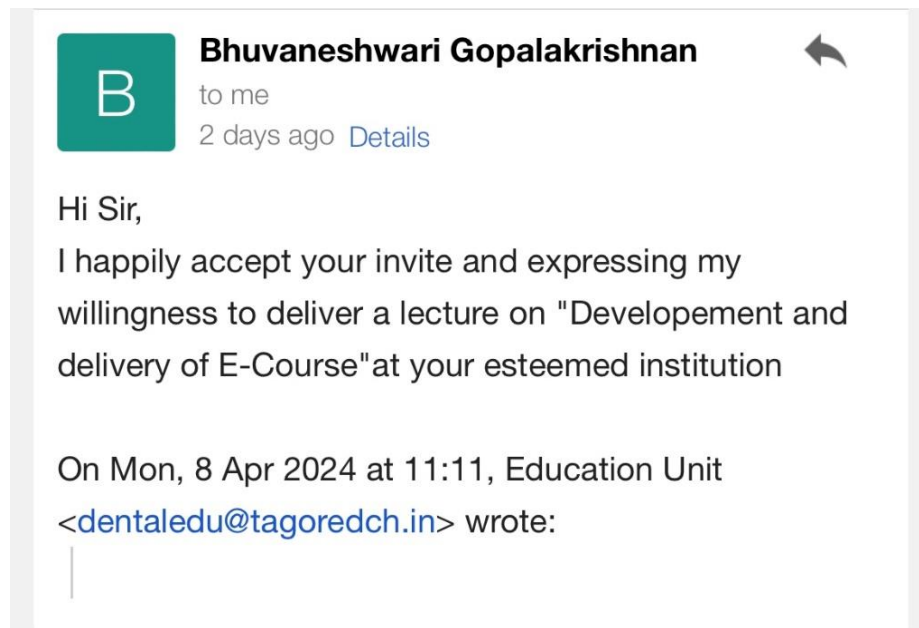 B
Bhuvaneshwari Gopalakrishnan
to me
2 days ago Details
Hi Sir,
I happily accept your invite and expressing my
willingness to deliver a lecture on "Developement and
delivery of E-Course"at your esteemed institution
On Mon, 8 Apr 2024 at 11:11, Education Unit
<dentaledu@tagoredch.in> wrote: